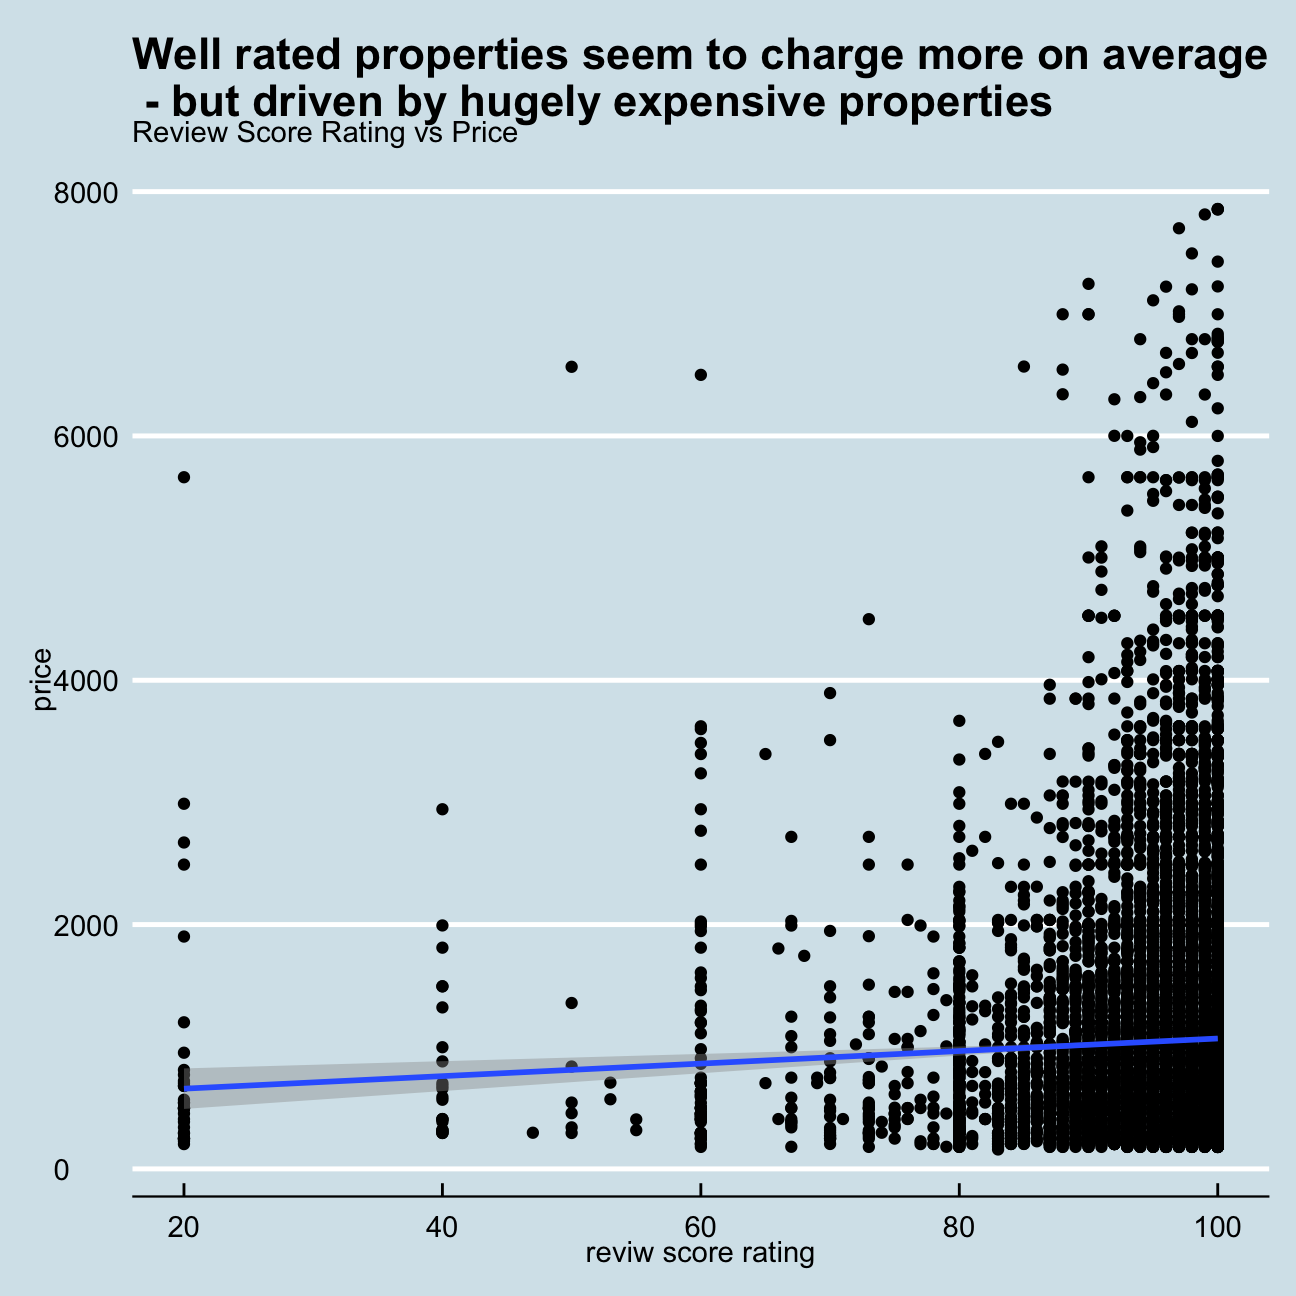 Well rated properties seem to charge more on average
- but driven by hugely expensive properties
Review Score Rating vs Price
8000
6000
4000
2000
0
price
20 40 60 80 100
reviw score rating